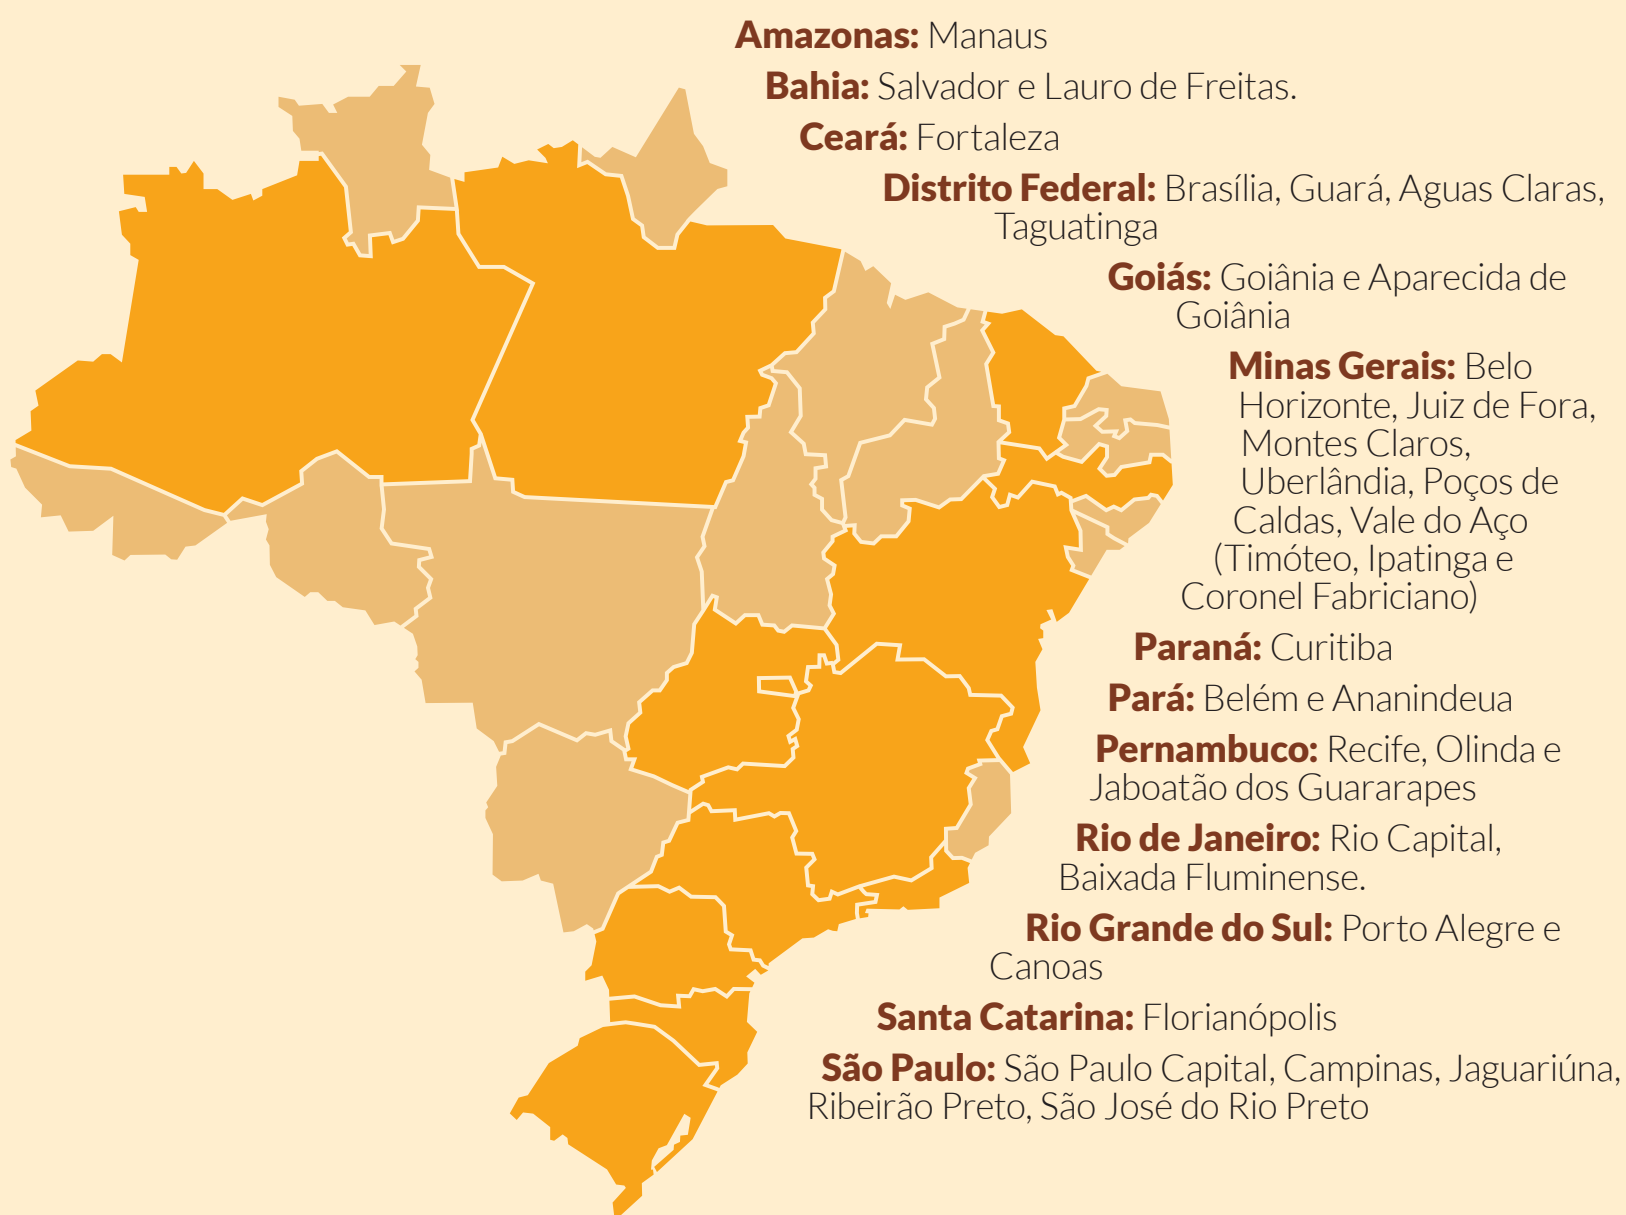 Amazonas: Manaus
Bahia: Salvador e Lauro de Freitas.
Ceará: Fortaleza
Distrito Federal: Brasília, Guará, Aguas Claras,
Taguatinga
Goiás: Goiânia e Aparecida de
Goiânia
Minas Gerais: Belo
Horizonte, Juiz de Fora,
Montes Claros,
Uberlândia, Poços de
Caldas, Vale do Aço
(Timóteo, Ipatinga e
Coronel Fabriciano)
Paraná: Curitiba
Pará: Belém e Ananindeua
Pernambuco: Recife, Olinda e
Jaboatão dos Guararapes
Rio de Janeiro: Rio Capital,
Baixada Fluminense.
Rio Grande do Sul: Porto Alegre e
Canoas
Santa Catarina: Florianópolis
São Paulo: São Paulo Capital, Campinas, Jaguariúna,
Ribeirão Preto, São José do Rio Preto